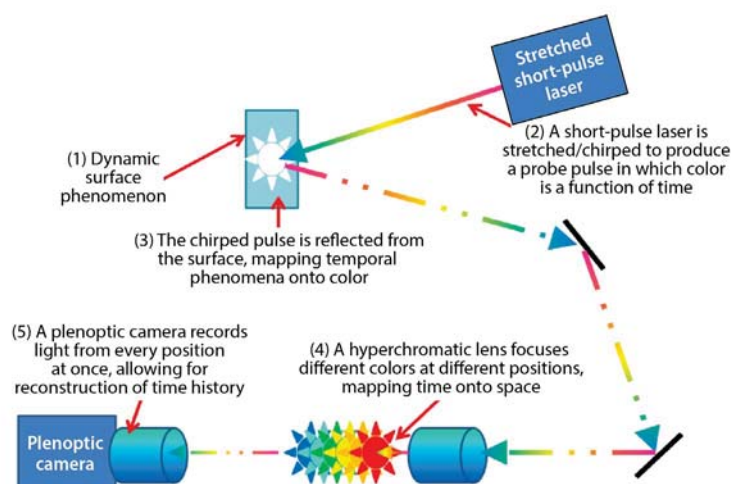 Stretched
short-pulse
laser
(1) Dynamic
surface
phenomenon
(2) A short-pulse laser is
stretched/chirped to produce
a probe pulse in which color
is a function of time
(3) The chirped pulse is reflected from
the surface, mapping temporal
phenomena onto color
(5) A plenoptic camera records
light from every position
at once, allowing for
reconstruction of time history
(4) A hyperchromatic lens focuses
different colors at different positions,
mapping time onto space
Plenoptic
camera